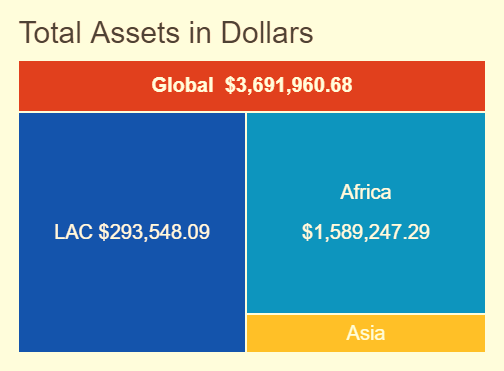 Total Assets in Dollars
Global $3,691,960.68
LAC $293,548.09
Africa
$1,589,247.29
Asia